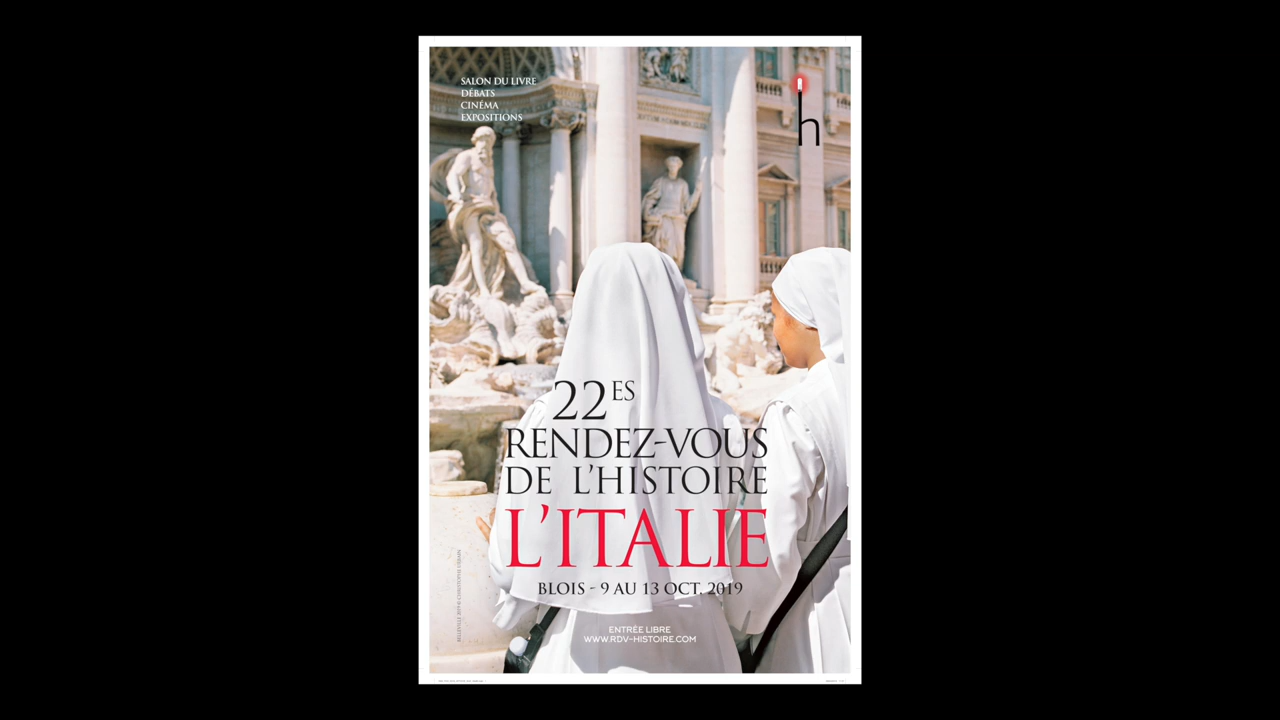 SALON DU LIVRE
DÉBATS
CINÉMA
EXPOSITIONS
h
22ES
RENDEZ-VOUS
DE L'HISTOIRE
L'ITALIE
BLOIS - 9 AU 13 OCT. 2019
ENTRÉE LIBRE
WWW.RDV-HISTOIRE.COM